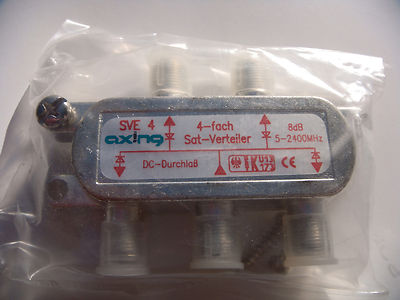 SVE 4
axing
4-fach
Sat-Verteiler
8dB
5-2400MHz
DC-Durchlaß
CE